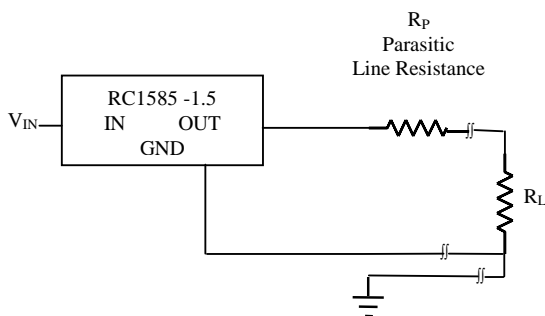 RP
Parasitic
Line Resistance
RC1585 -1.5
VIN
IN OUT
GND
RL